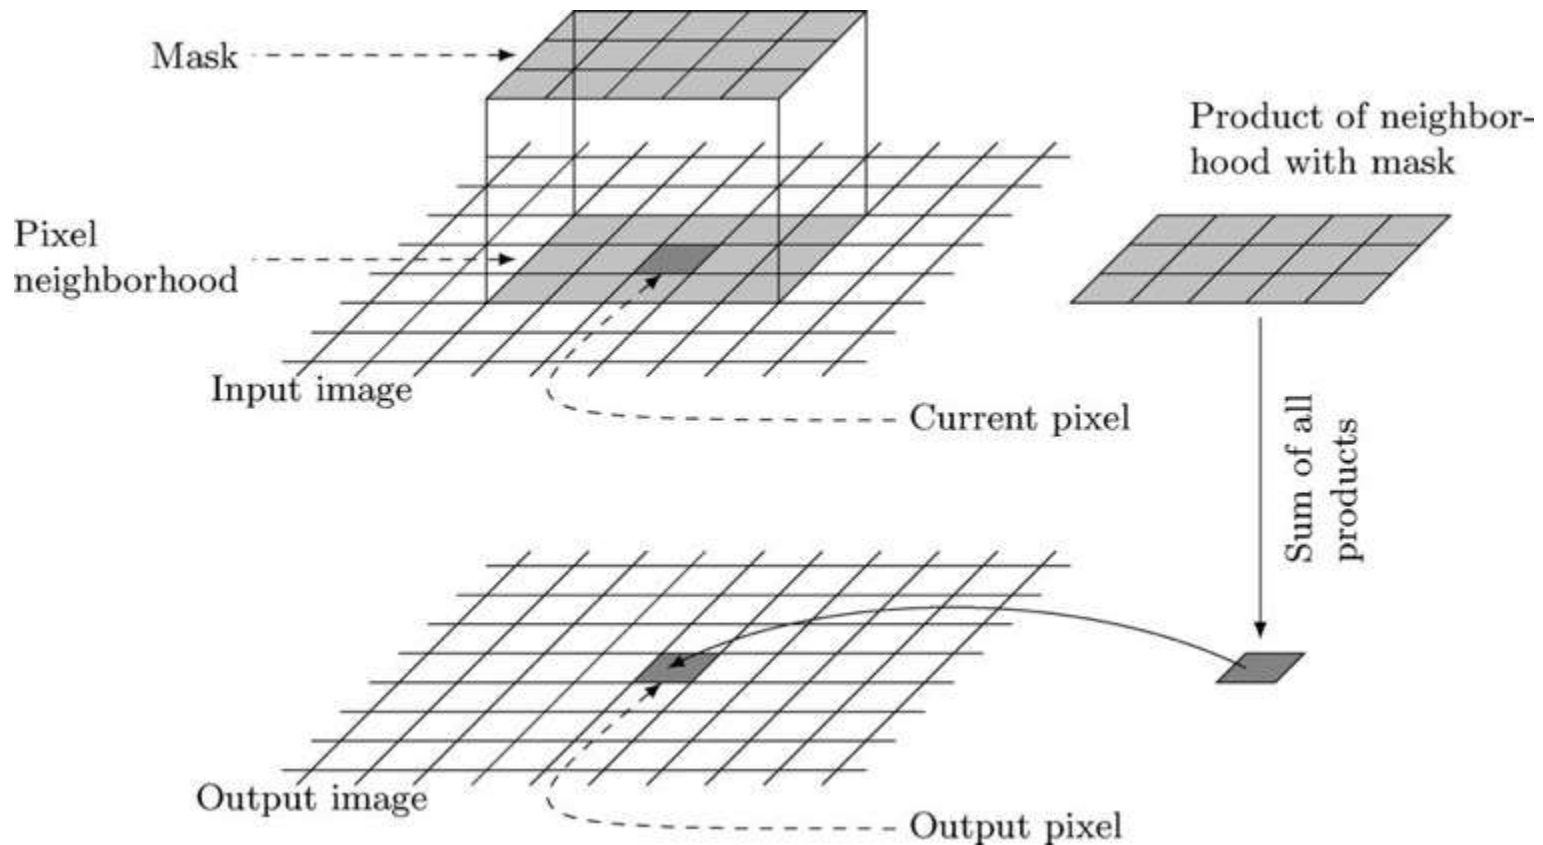 Mask
Product of neighbor-
hood with mask
Pixel
neighborhood
Input image
Current pixel
Sum of all
products
Output image
Output pixel